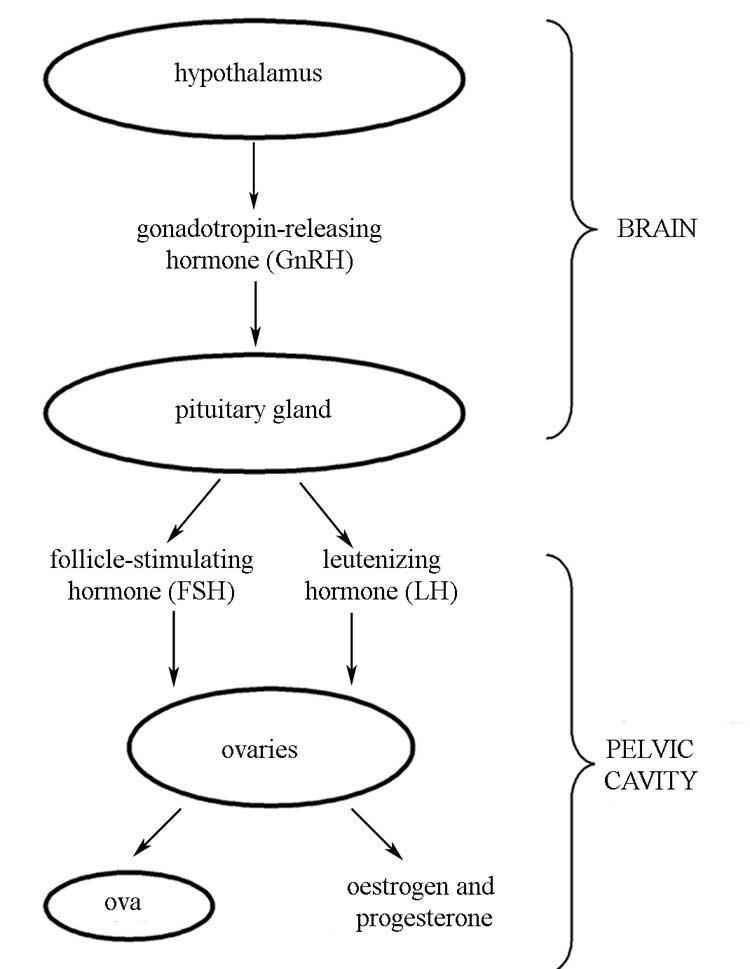 hypothalamus
gonadotropin-releasing
hormone (GnRH)
BRAIN
pituitary gland
follicle-stimulating
hormone (FSH)
leutenizing
hormone (LH)
ovaries
PELVIC
CAVITY
ova
oestrogen and
progesterone